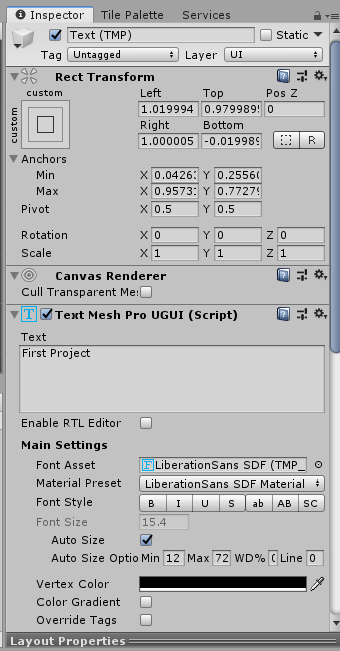 Inspector Tile Palette Services
Text (TMP) Static
Tag Untagged Layer UI
Rect Transform
custom Left Top Pos Z
custom 1.019994 0.979989 0
Right Bottom
1.000005 -0.01998 R
Anchors
Min X 0.0426 Y 0.2556
Max X 0.9573 Y 0.7727
Pivot X 0.5 Y 0.5
Rotation X 0 Y 0 Z 0
Scale X 1 Y 1 Z 1
Canvas Renderer
Cull Transparent Mes
Text Mesh Pro UGUI (Script)
Text
First Project
Enable RTL Editor
Main Settings
Font Asset F LiberationSans SDF (TMP_
Material Preset LiberationSans SDF Material
Font Style B I U S ab AB SC
Font Size 15.4
Auto Size
Auto Size Optio Min 12 Max 72 WD% Line 0
Vertex Color
Color Gradient
Override Tags
Layout Properties